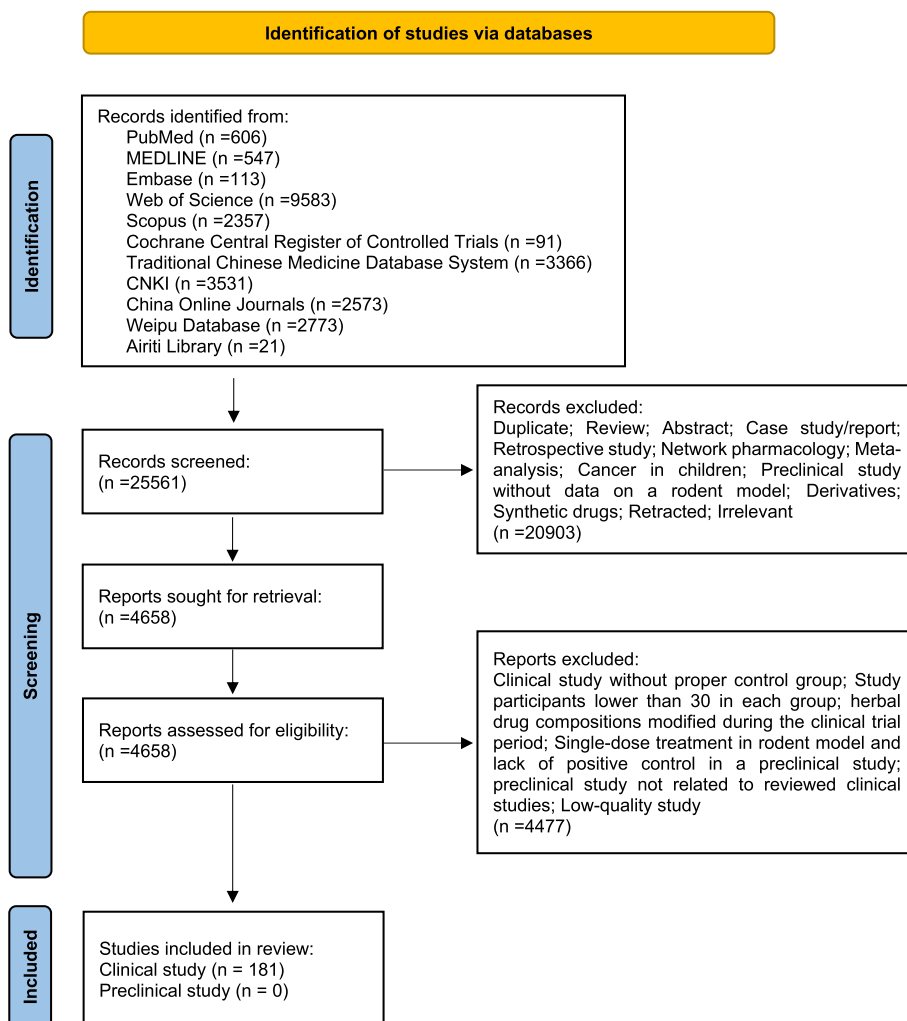 Identification of studies via databases
Identification
Records identified from:
PubMed (n =606)
MEDLINE (n =547)
Embase (n =113)
Web of Science (n =9583)
Scopus (n =2357)
Cochrane Central Register of Controlled Trials (n =91)
Traditional Chinese Medicine Database System (n =3366)
CNKI (n =3531)
China Online Journals (n =2573)
Weipu Database (n =2773)
Airiti Library (n =21)
Screening
Records screened:
(n =25561)
Records excluded:
Duplicate; Review; Abstract; Case study/report;
Retrospective study; Network pharmacology; Meta-
analysis; Cancer in children; Preclinical study
without data on a rodent model; Derivatives;
Synthetic drugs; Retracted; Irrelevant
(n =20903)
Reports sought for retrieval:
(n =4658)
Reports assessed for eligibility:
(n =4658)
Reports excluded:
Clinical study without proper control group; Study
participants lower than 30 in each group; herbal
drug compositions modified during the clinical trial
period; Single-dose treatment in rodent model and
lack of positive control in a preclinical study;
preclinical study not related to reviewed clinical
studies; Low-quality study
(n =4477)
Included
Studies included in review:
Clinical study (n = 181)
Preclinical study (n = 0)